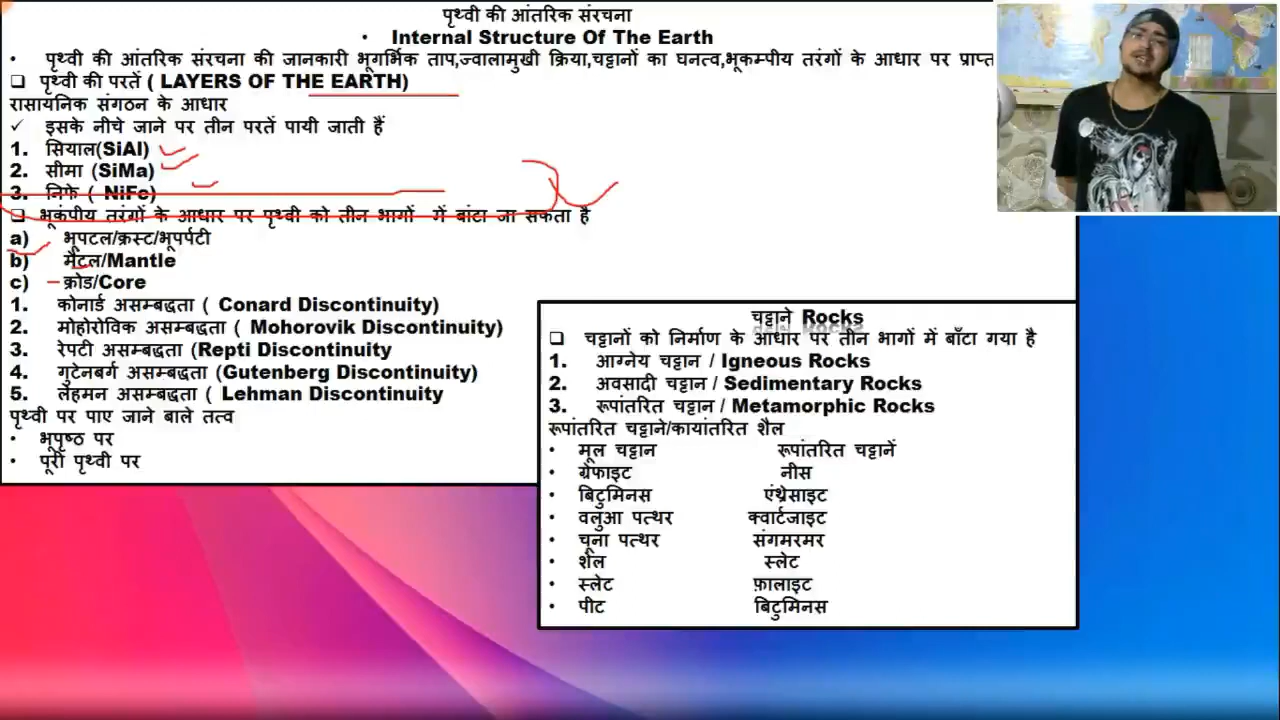 पृथ्वी की आंतरिक संरचना
• Internal Structure Of The Earth
• पृथ्वी की आंतरिक संरचना की जानकारी भूगर्भिक ताप,ज्वालामुखी क्रिया,चट्टानों का घनत्व,भूकम्पीय तरंगों के आधार पर प्राप्त
❑ पृथ्वी की परतें ( LAYERS OF THE EARTH)
रासायनिक संगठन के आधार
✓ इसके नीचे जाने पर तीन परतें पायी जाती हैं
1. सियाल(SiAl)
2. सीमा (SiMa)
3. निफे ( NiFe)
❑ भूकंपीय तरंगों के आधार पर पृथ्वी को तीन भागों में बांटा जा सकता है
a) भूपटल/क्रस्ट/भूपर्पटी
b) मैंटल/Mantle
c) क्रोड/Core
1. कोनार्ड असम्बद्धता ( Conard Discontinuity)
2. मोहोरोविक असम्बद्धता ( Mohorovik Discontinuity)
3. रेपटी असम्बद्धता (Repti Discontinuity
4. गुटेनबर्ग असम्बद्धता (Gutenberg Discontinuity)
5. लेहमन असम्बद्धता ( Lehman Discontinuity
पृथ्वी पर पाए जाने बाले तत्व
• भूपृष्ठ पर
• पूरी पृथ्वी पर
चट्टाने Rocks
❑ चट्टानों को निर्माण के आधार पर तीन भागों में बाँटा गया है
1. आग्नेय चट्टान / Igneous Rocks
2. अवसादी चट्टान / Sedimentary Rocks
3. रूपांतरित चट्टान / Metamorphic Rocks
रूपांतरित चट्टाने/कायांतरित शैल
• मूल चट्टान रूपांतरित चट्टानें
• ग्रेफाइट नीस
• बिटुमिनस एंथ्रेसाइट
• वलुआ पत्थर क्वार्टजाइट
• चूना पत्थर संगमरमर
• शैल स्लेट
• स्लेट फ़ालाइट
• पीट बिटुमिनस